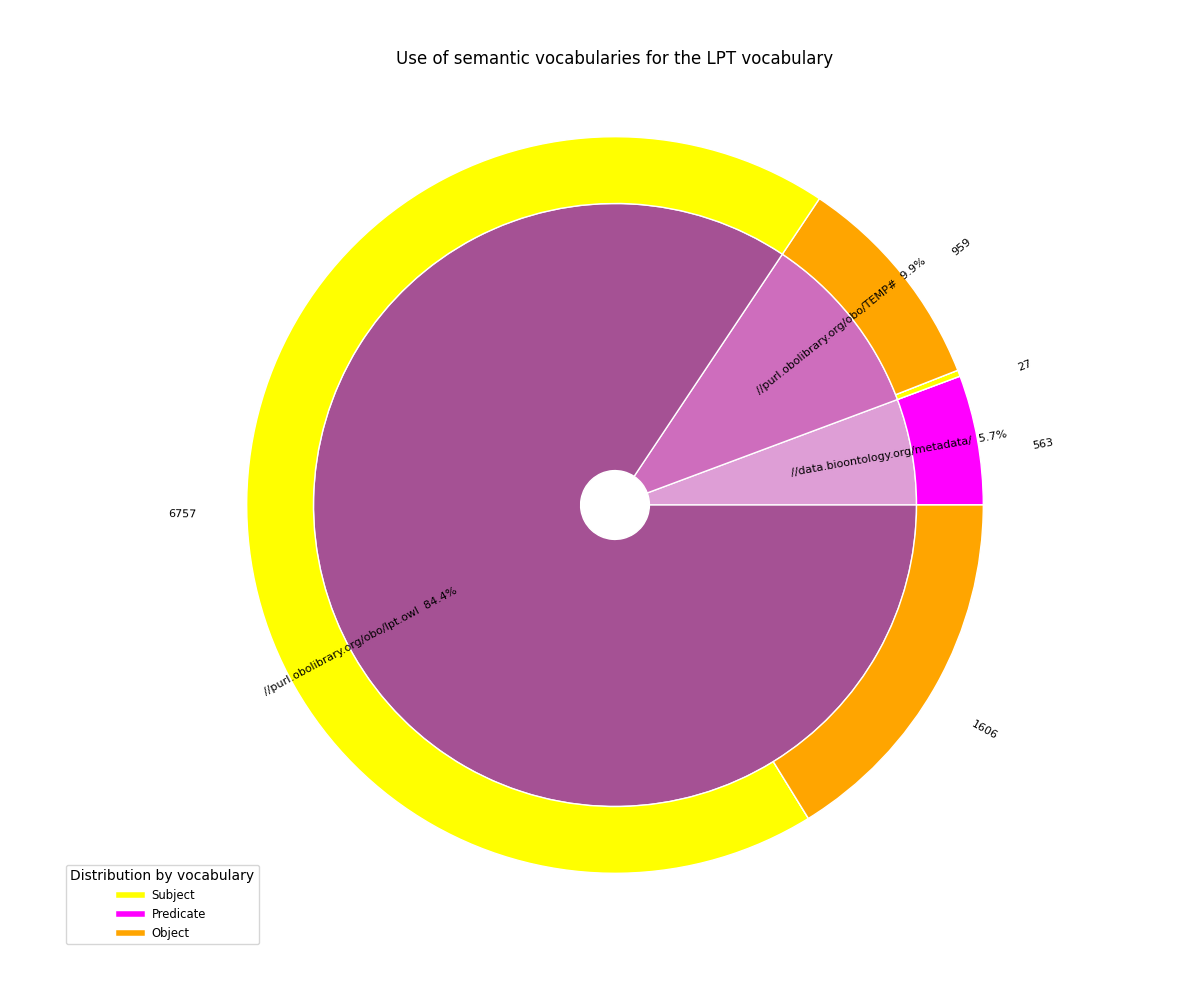 Use of semantic vocabularies for the LPT vocabulary
959
//purl.obolibrary.org/obo/TEMP# 9.9%
27
//data.bioontology.org/metadata/ 5.7%
563
6757
//purl.obolibrary.org/obo/lpt.owl 84.4%
1606
Distribution by vocabulary
Subject
Predicate
Object